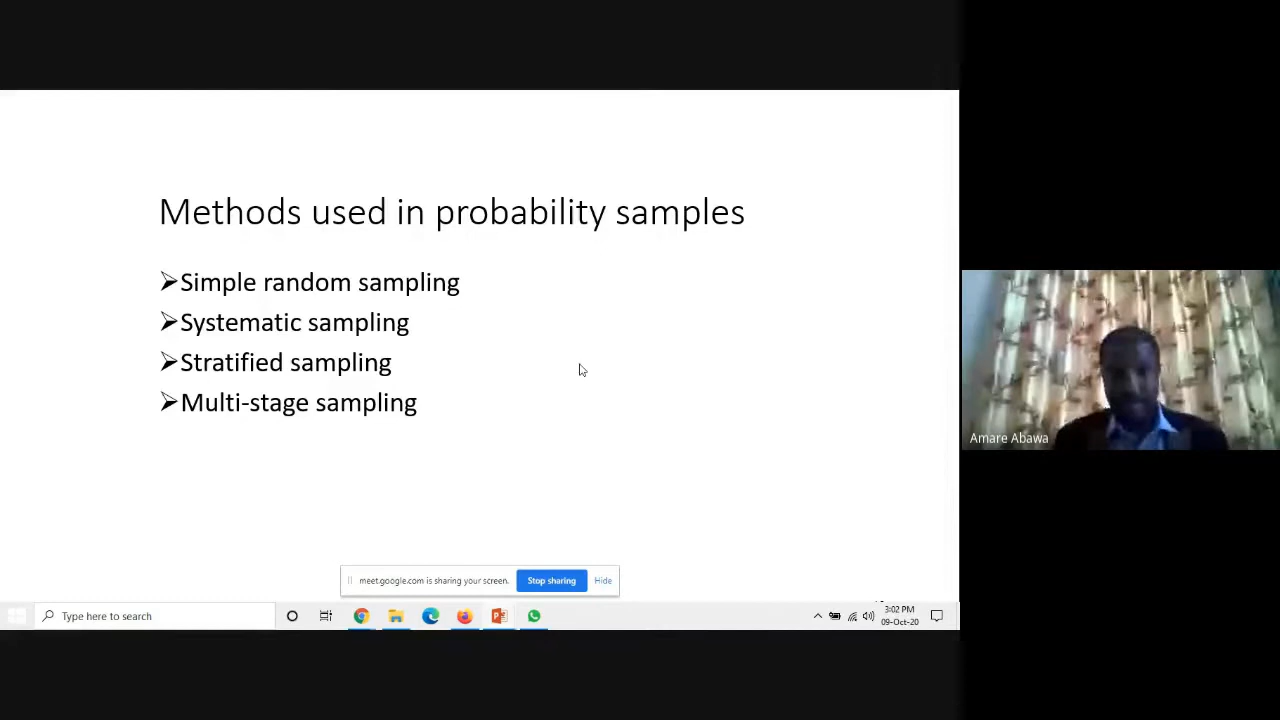 Methods used in probability samples
➢Simple random sampling
➢Systematic sampling
➢Stratified sampling
➢Multi-stage sampling
Amare Abawa
meet.google.com is sharing your screen.
Stop sharing
Hide
Type here to search
3:02 PM
09-Oct-20